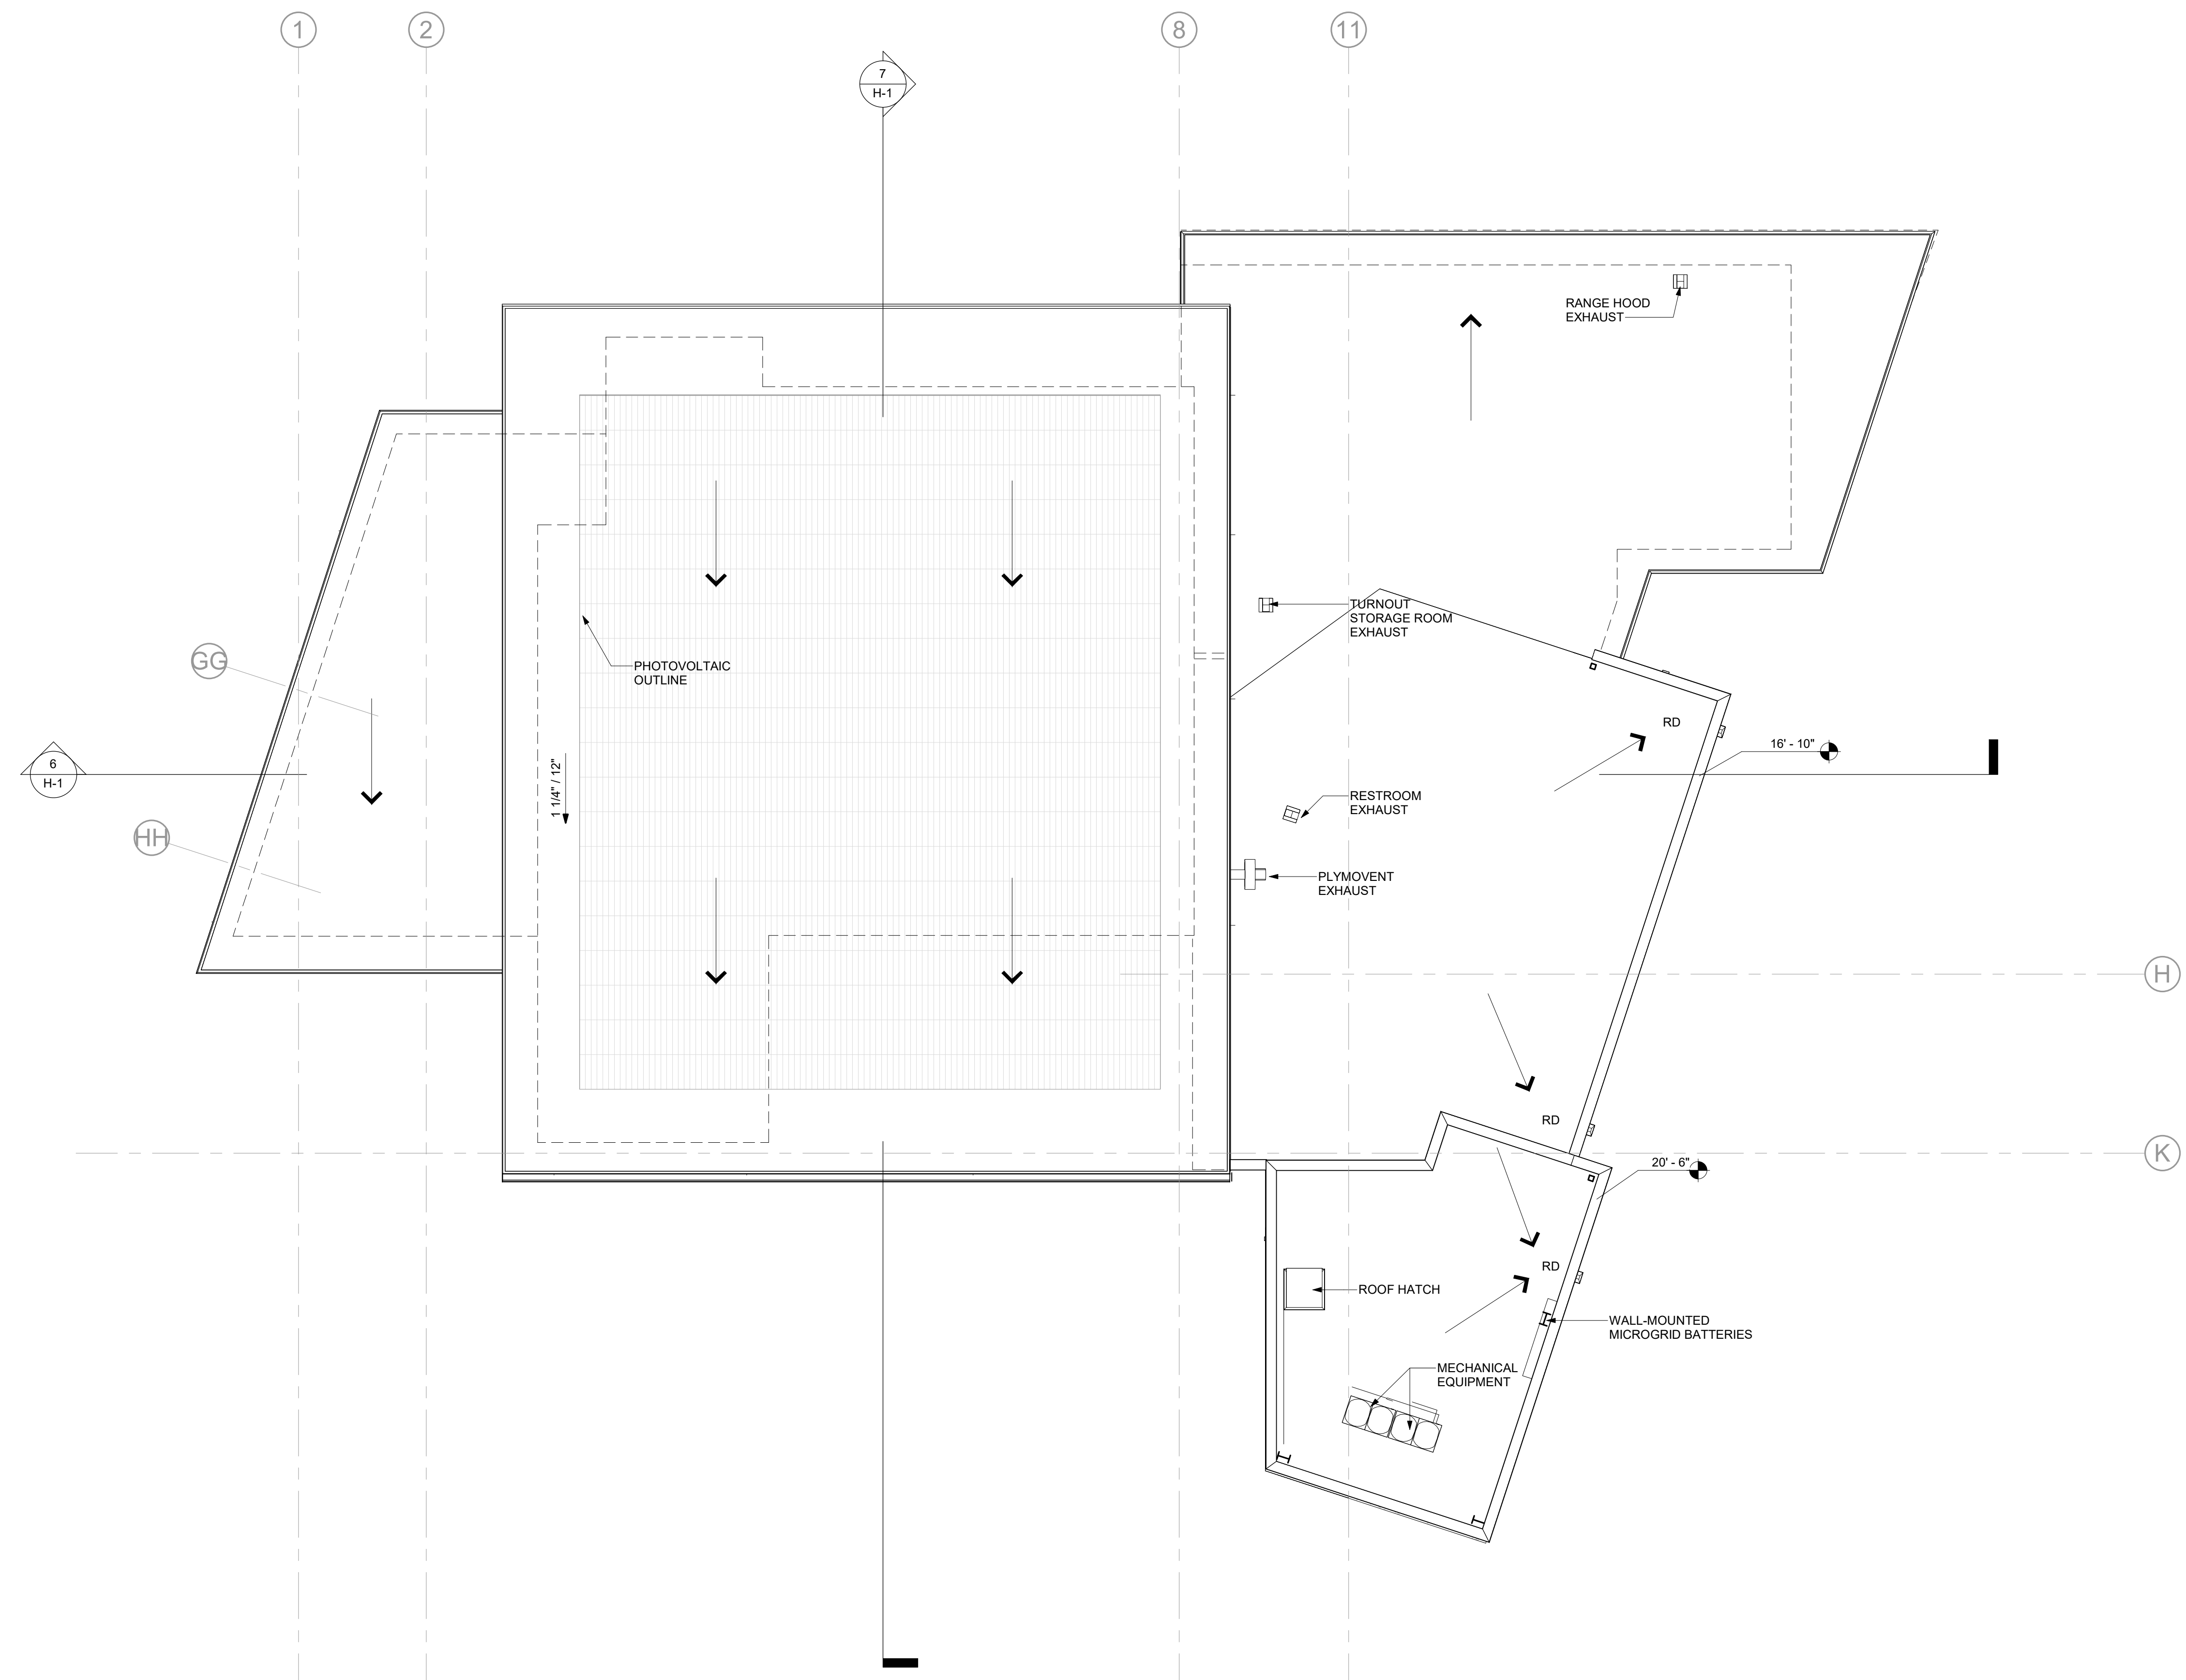 1
2
8
11
7
H-1
RANGE HOOD
EXHAUST
TURNOUT
STORAGE ROOM
EXHAUST
GG
PHOTOVOLTAIC
OUTLINE
RD
16' - 10"
6
H-1
1 1/4" / 12"
RESTROOM
EXHAUST
HH
PLYMOVENT
EXHAUST
H
RD
K
20' - 6"
RD
ROOF HATCH
WALL-MOUNTED
MICROGRID BATTERIES
MECHANICAL
EQUIPMENT